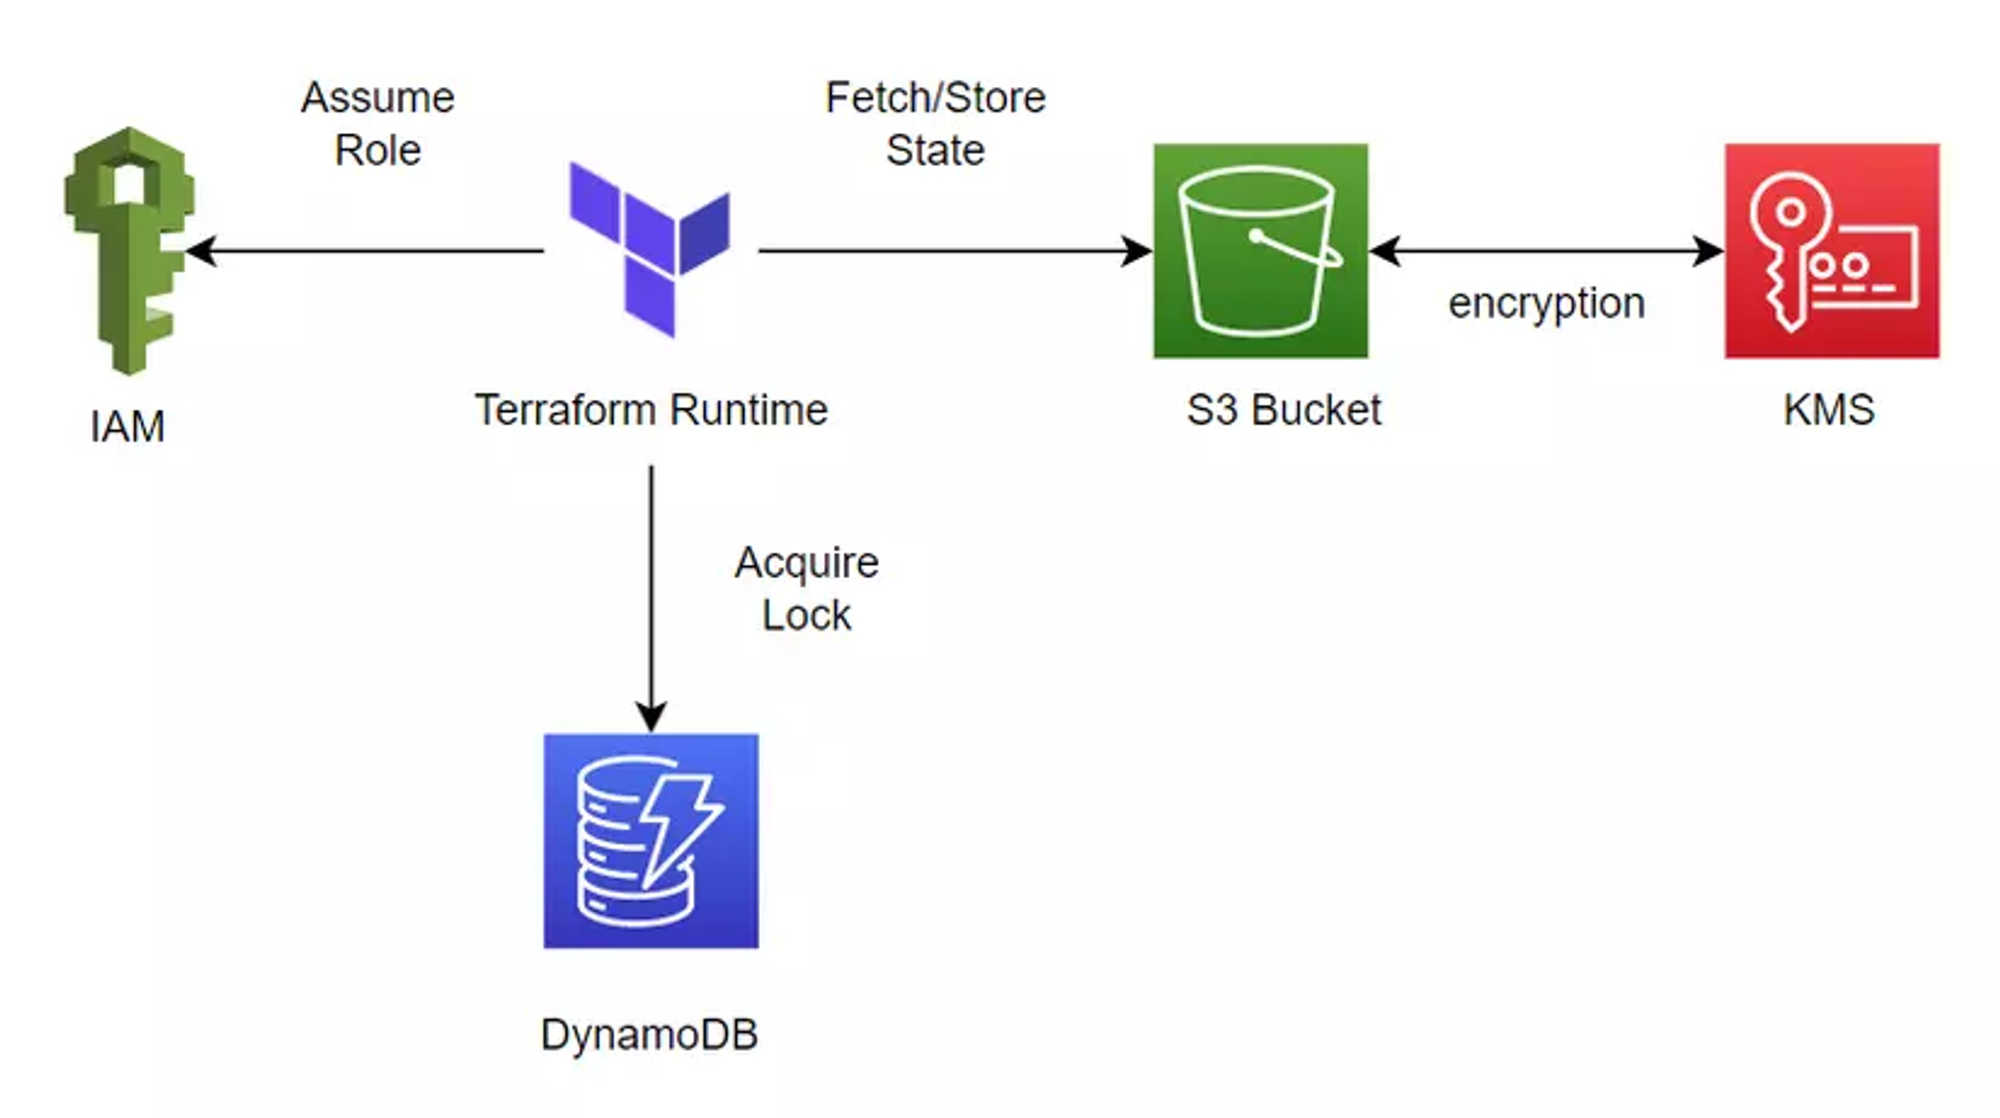 Assume
Role
Fetch/Store
State
encryption
IAM
Terraform Runtime
S3 Bucket
KMS
Acquire
Lock
DynamoDB